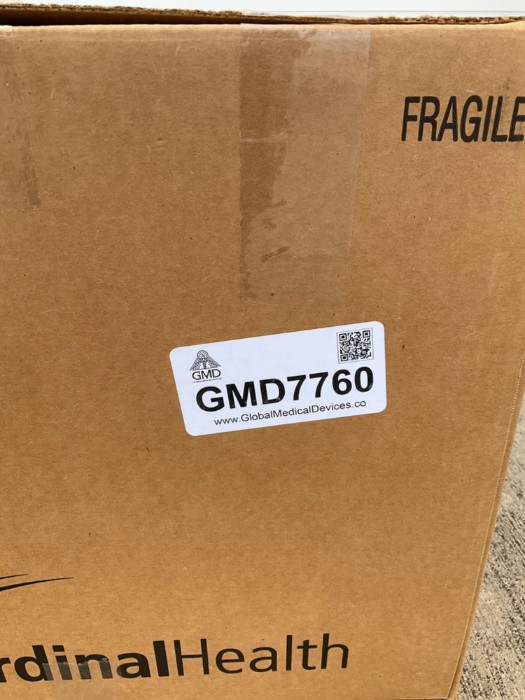 FRAGILE
GMD
GMD7760
www.GlobalMedicalDevices.co
rdinalHealth